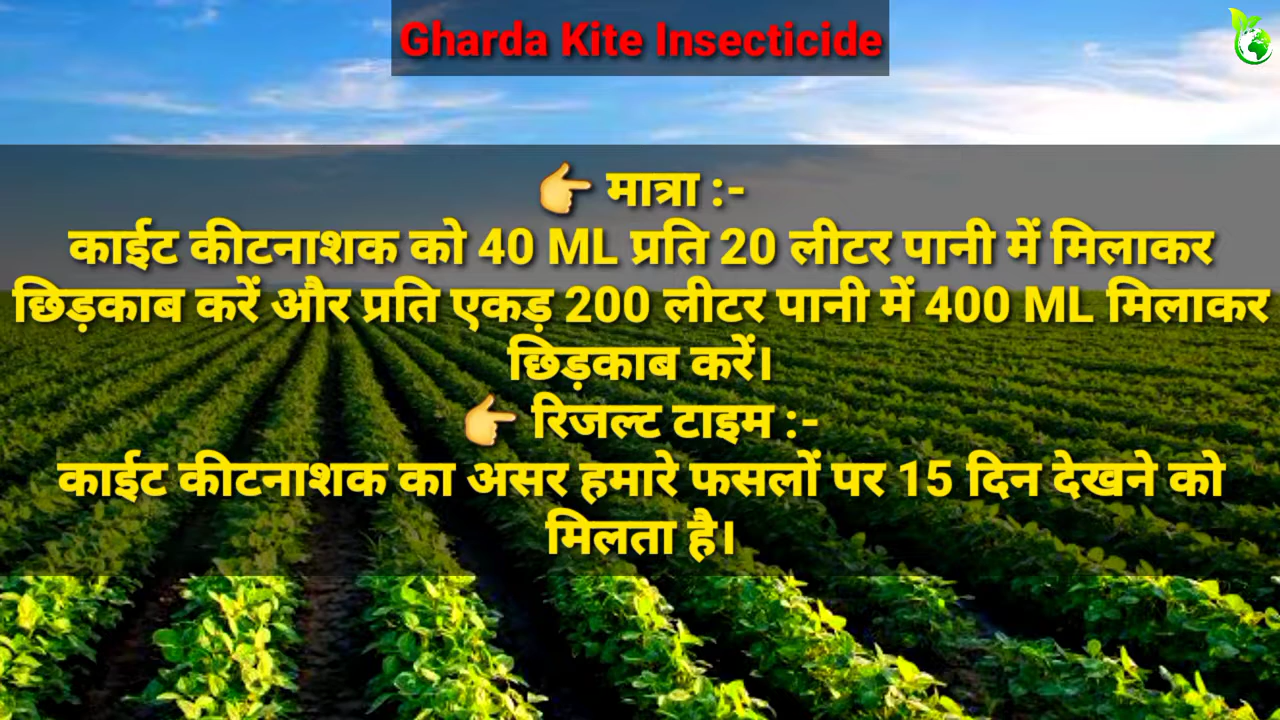 Gharda Kite Insecticide
👉 मात्रा :-
काईट कीटनाशक को 40 ML प्रति 20 लीटर पानी में मिलाकर
छिड़काब करें और प्रति एकड़ 200 लीटर पानी में 400 ML मिलाकर
छिड़काब करें।
👉 रिजल्ट टाइम :-
काईट कीटनाशक का असर हमारे फसलों पर 15 दिन देखने को
मिलता है।